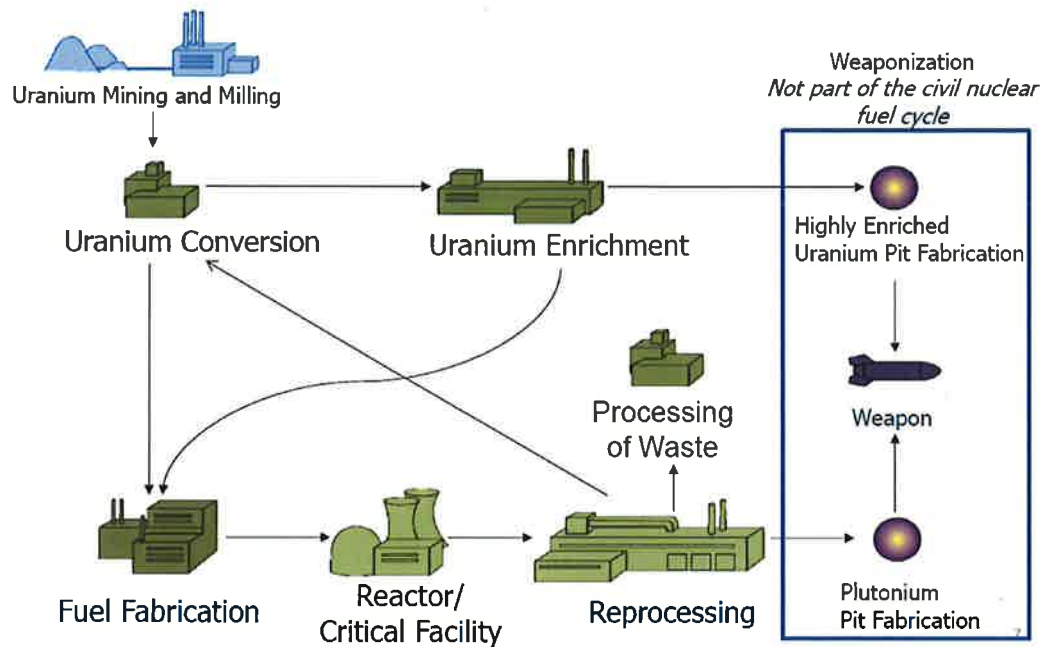 Uranium Mining and Milling
Weaponization
Not part of the civil nuclear
fuel cycle
Uranium Conversion
Uranium Enrichment
Highly Enriched
Uranium Pit Fabrication
Processing
of Waste
Weapon
Fuel Fabrication
Reactor/
Critical Facility
Reprocessing
Plutonium
Pit Fabrication
7